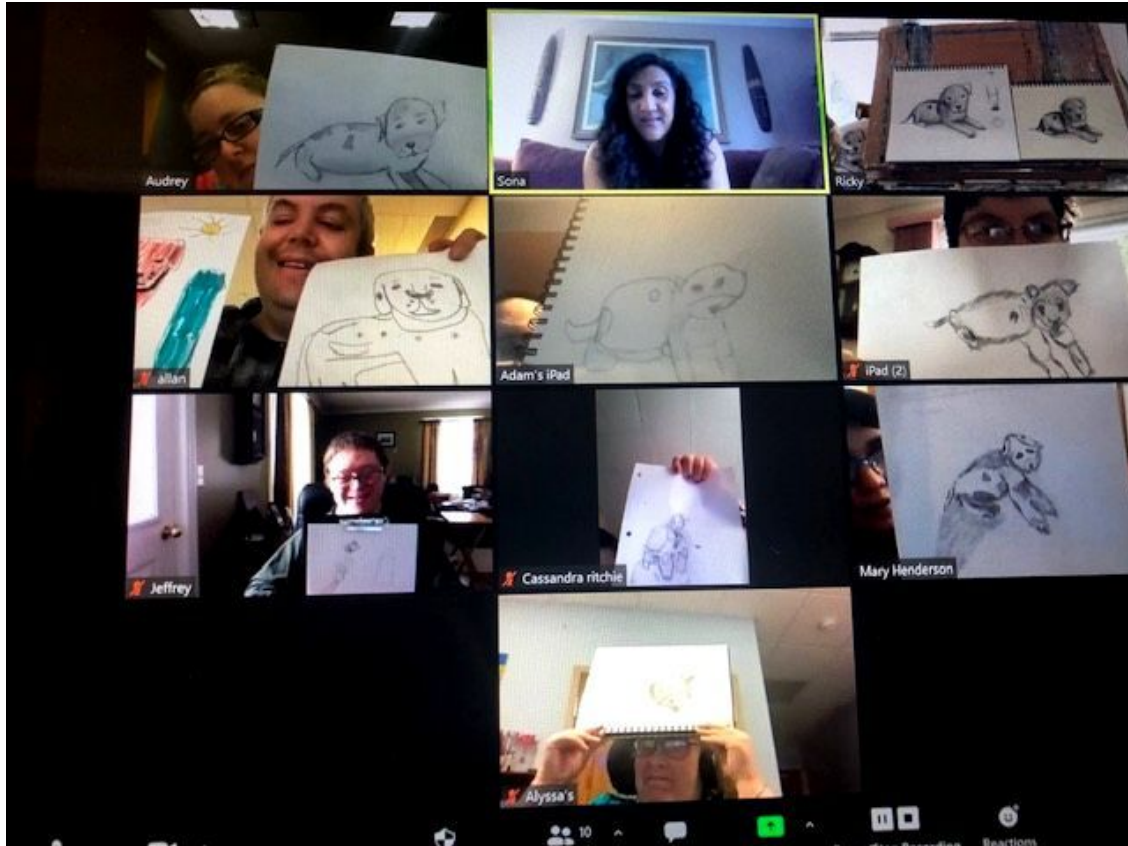 Audrey
Sona
Ricky
allan
Adam's iPad
iPad (2)
Jeffrey
Cassandra ritchie
Mary Henderson
Alyssa's
10
Reactions